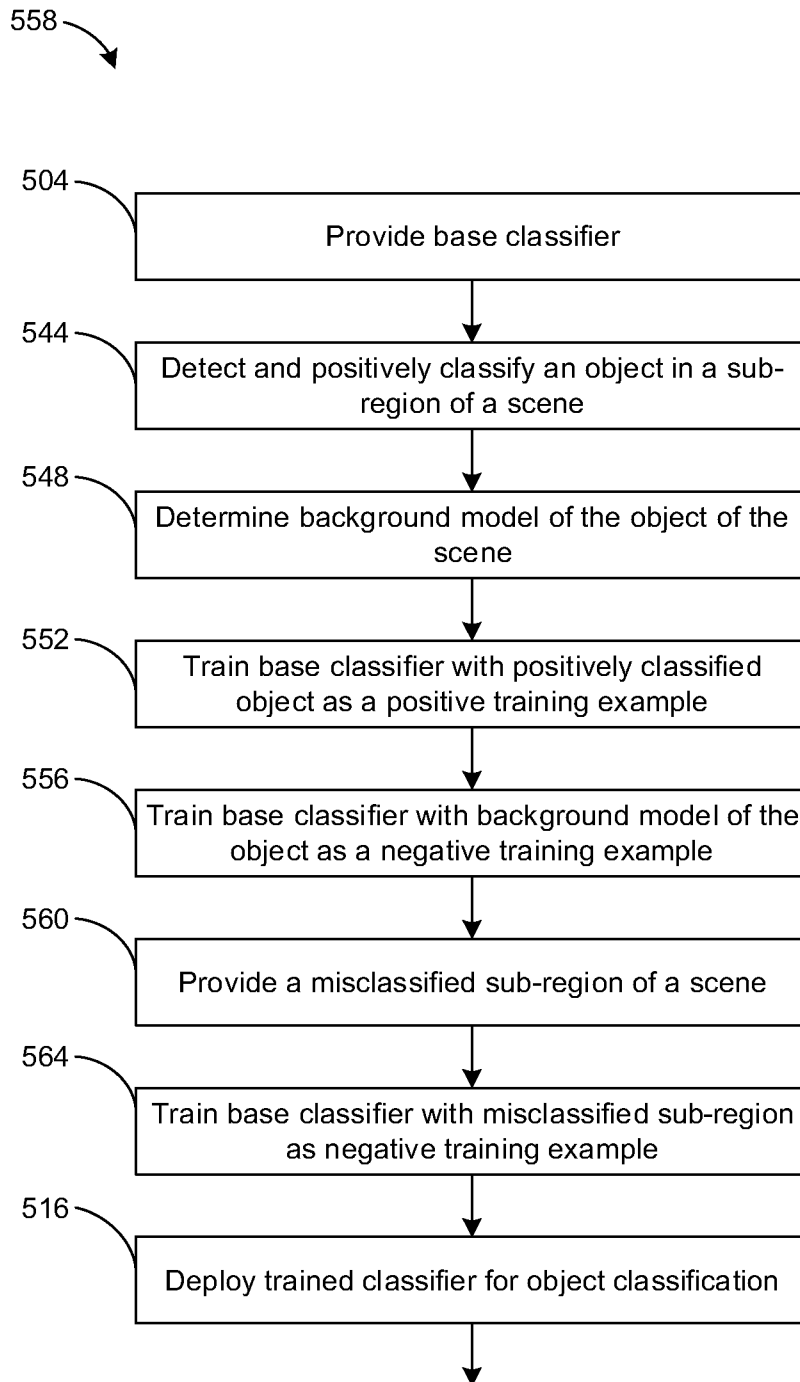 558
504
Provide base classifier
544
Detect and positively classify an object in a sub-
region of a scene
548
Determine background model of the object of the
scene
552
Train base classifier with positively classified
object as a positive training example
556
Train base classifier with background model of the
object as a negative training example
560
Provide a misclassified sub-region of a scene
564
Train base classifier with misclassified sub-region
as negative training example
516
Deploy trained classifier for object classification